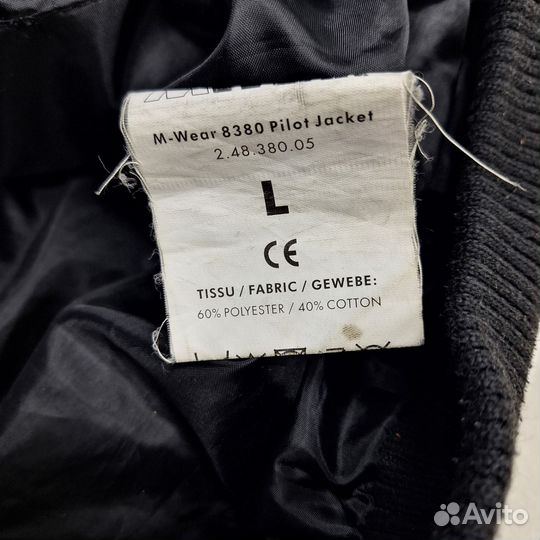 M-Wear 8380 Pilot Jacket
2.48.380.05
L
CE
TISSU / FABRIC / GEWEBE:
60% POLYESTER / 40% COTTON
Avito